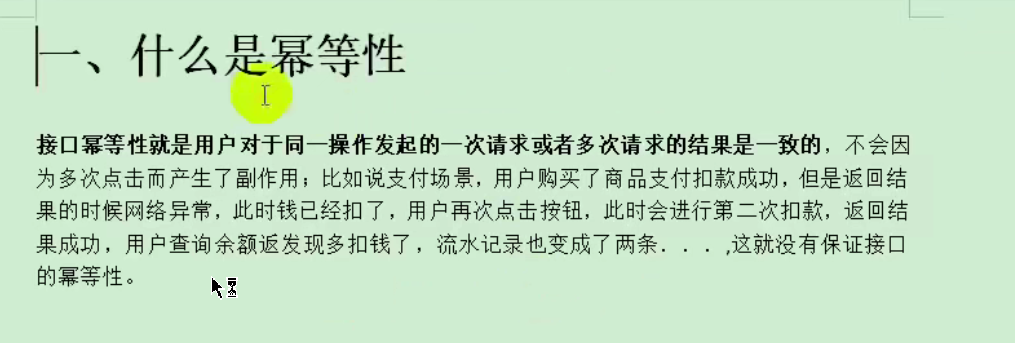 一、什么是幂等性
接口幂等性就是用户对于同一操作发起的一次请求或者多次请求的结果是一致的，不会因
为多次点击而产生了副作用；比如说支付场景，用户购买了商品支付扣款成功，但是返回结
果的时候网络异常，此时钱已经扣了，用户再次点击按钮，此时会进行第二次扣款，返回结
果成功，用户查询余额返发现多扣钱了，流水记录也变成了两条．．．,这就没有保证接口
的幂等性。